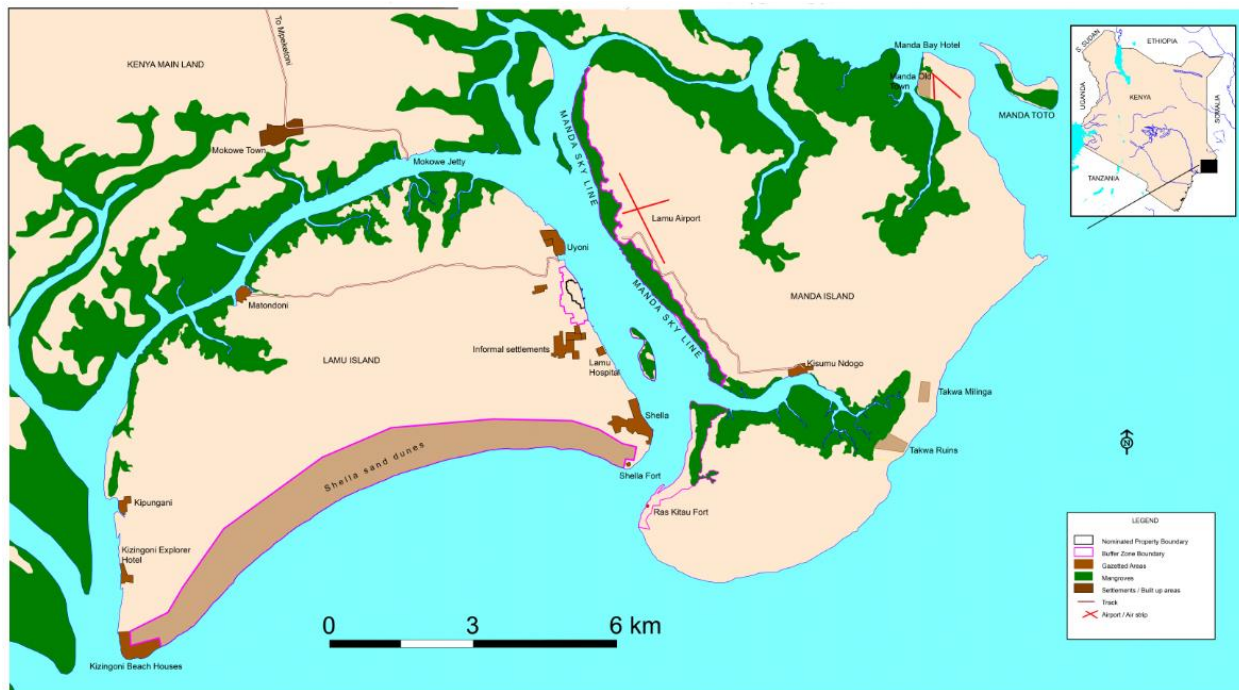 To Mpeketoni
KENYA MAIN LAND
Mokowe Town
Mokowe Jetty
MANDA SKY LINE
Manda Bay Hotel
Manda Old
Town
MANDA TOTO
Lamu Airport
Uyoni
Matondoni
MANDA SKY LINE
MANDA ISLAND
Informal settlements
LAMU ISLAND
Lamu
Hospital
Kisumu Ndogo
Takwa Milinga
Shella
Takwa Ruins
Shella sand dunes
Shella Fort
Ras Kitau Fort
Kipungani
Kizingoni Explorer
Hotel
Kizingoni Beach Houses
0 3 6 km
S. SUDAN
ETHIOPIA
UGANDA
KENYA
SOMALIA
TANZANIA
N
LEGEND
Nominated Property Boundary
Buffer Zone Boundary
Gazetted Areas
Mangroves
Settlements / Built up areas
Track
Airport / Air strip